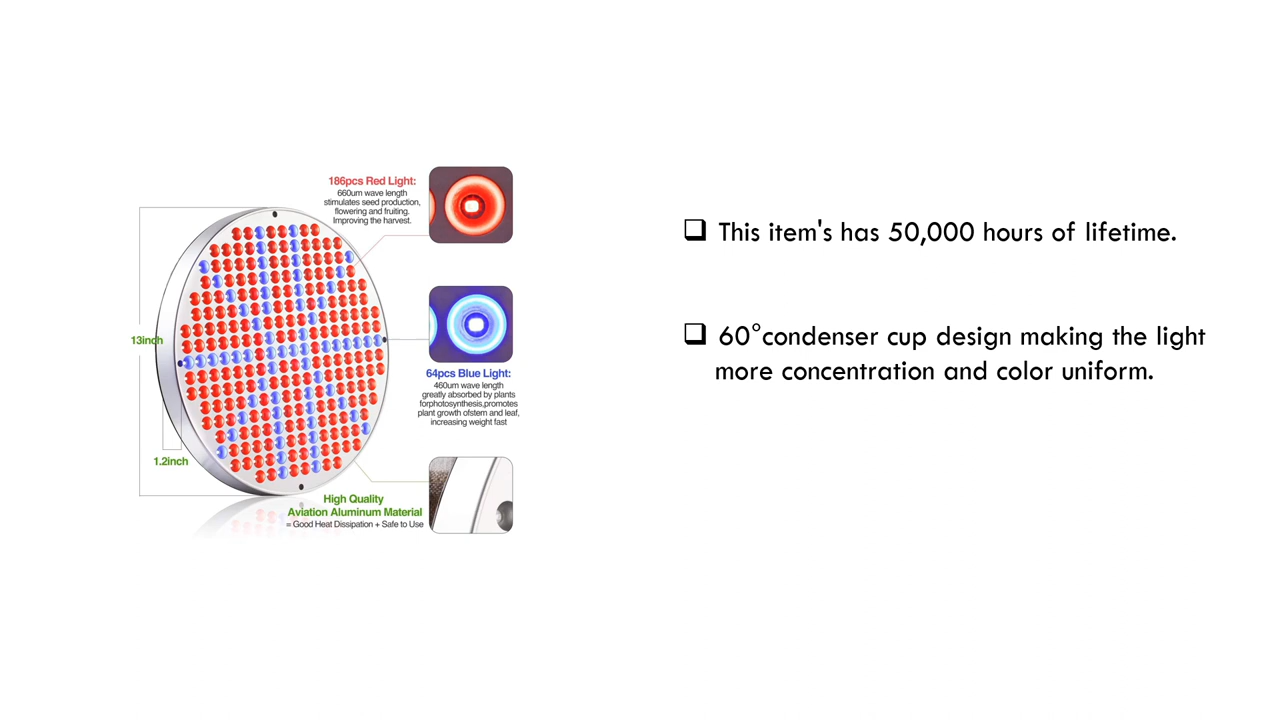 186pcs Red Light:
660um wave length
stimulates seed production,
flowering and fruiting.
Improving the harvest.
13inch
64pcs Blue Light:
460um wave length
greatly absorbed by plants
forphotosynthesis,promotes
plant growth ofstem and leaf,
increasing weight fast
1.2inch
High Quality
Aviation Aluminum Material
= Good Heat Dissipation + Safe to Use
❑ This item's has 50,000 hours of lifetime.
❑ 60°condenser cup design making the light
more concentration and color uniform.